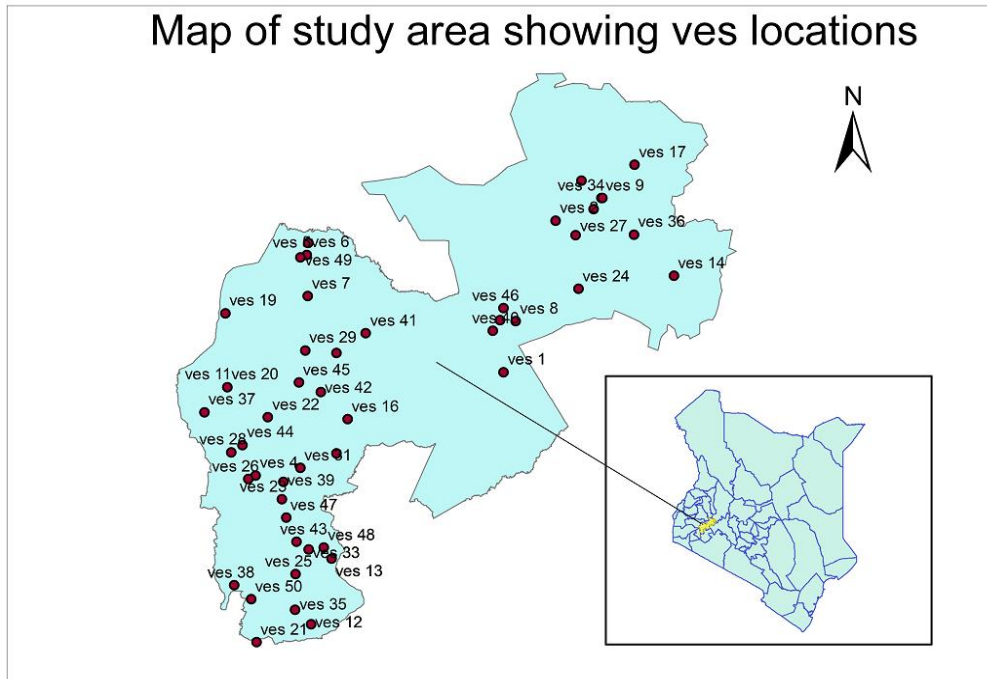 Map of study area showing ves locations
N
ves 17
ves 34
ves 9
ves 27
ves 36
ves 14
ves 24
ves 6
ves 49
ves 7
ves 19
ves 46
ves 8
ves 41
ves 29
ves 1
ves 11
ves 20
ves 45
ves 42
ves 37
ves 22
ves 16
ves 28
ves 44
ves 26
ves 4
ves 39
ves 47
ves 43
ves 48
ves 33
ves 25
ves 13
ves 38
ves 50
ves 35
ves 12
ves 21